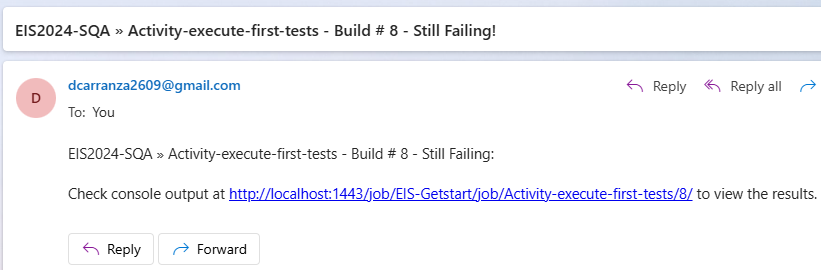 EIS2024-SQA » Activity-execute-first-tests - Build # 8 - Still Failing!
D
dcarranza2609@gmail.com
Reply
Reply all
To: You
EIS2024-SQA » Activity-execute-first-tests - Build # 8 - Still Failing:
Check console output at http://localhost:1443/job/EIS-Getstart/job/Activity-execute-first-tests/8/ to view the results.
Reply
Forward